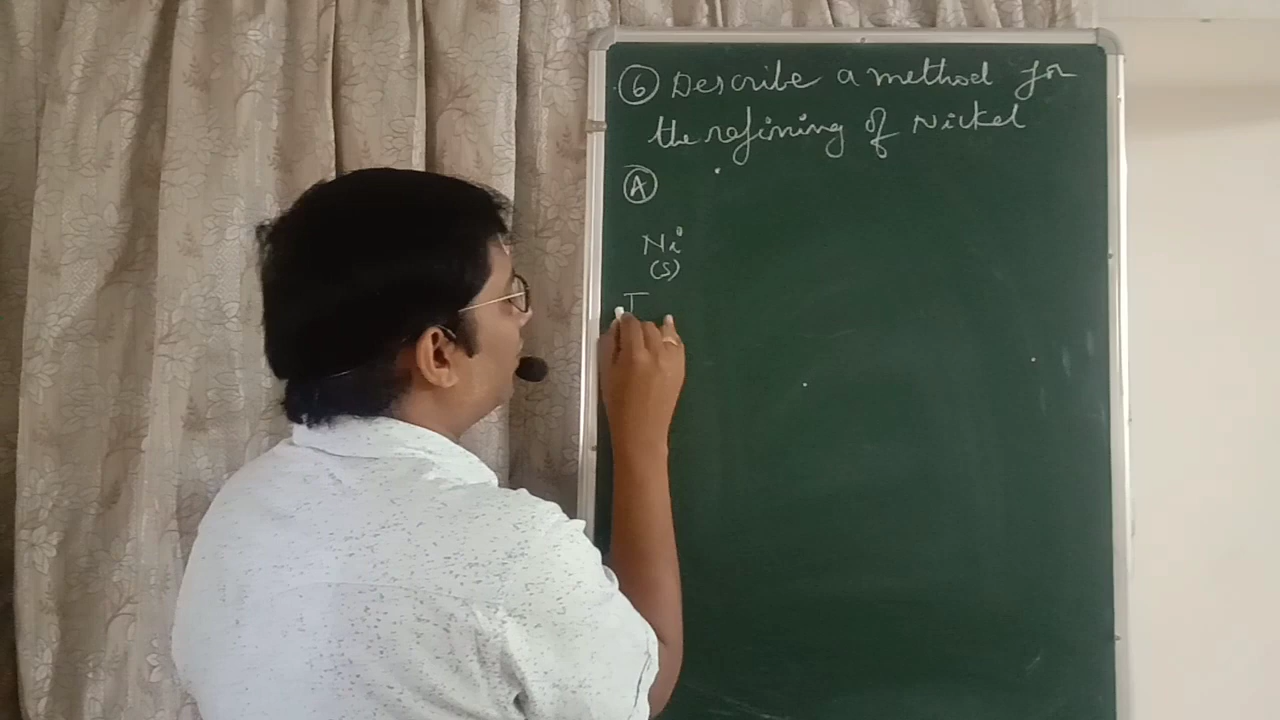 6 Describe a method for
the refining of Nickel
A
Ni
(s)
I